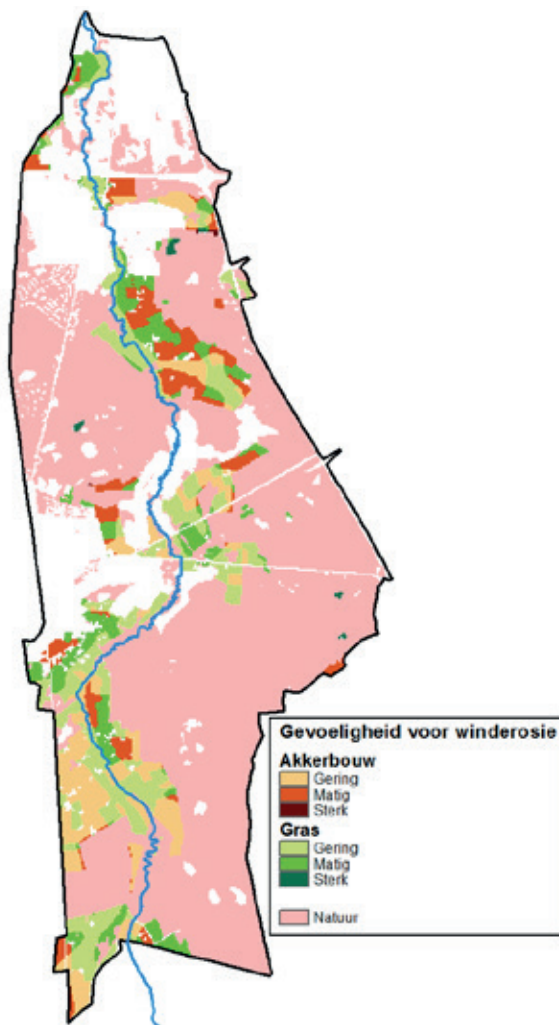 Gevoeligheid voor winderosie
Akkerbouw
Gering
Matig
Sterk
Gras
Gering
Matig
Sterk
Natuur